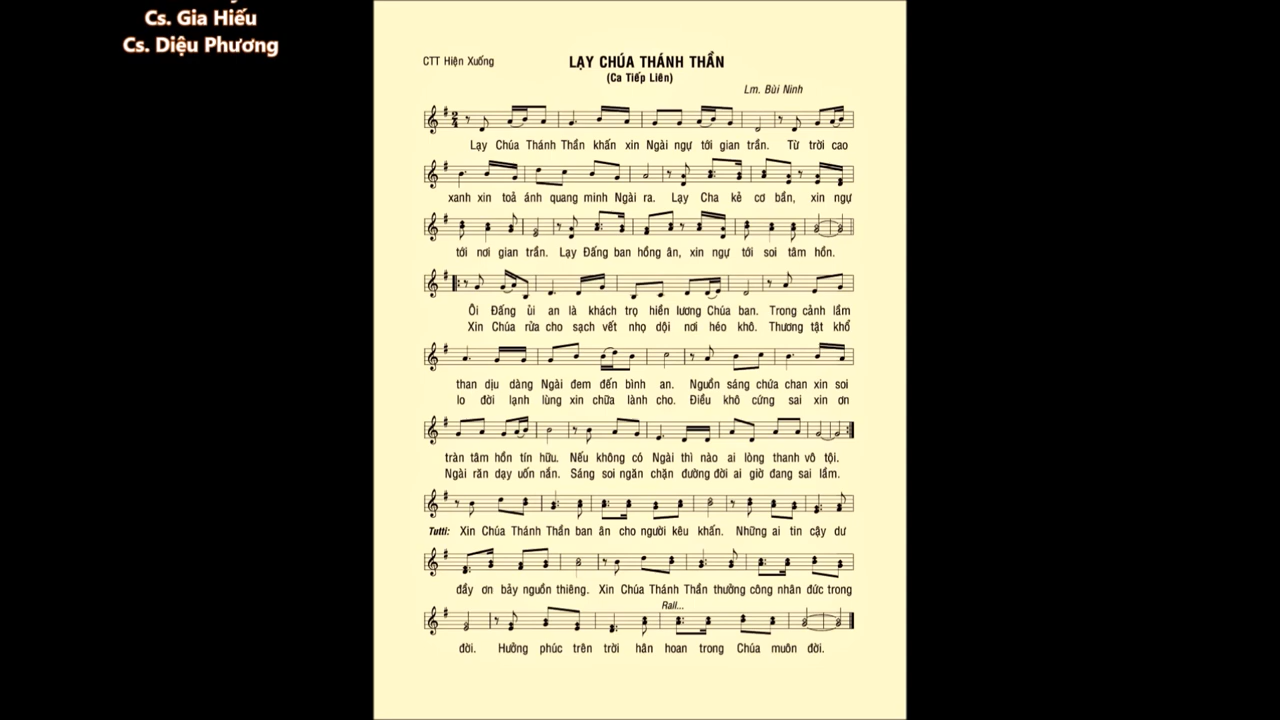 Cs. Gia Hiếu
Cs. Diệu Phương
CTT Hiện Xuống
LẠY CHÚA THÁNH THẦN
(Ca Tiếp Liên)
Lm. Bùi Ninh
2
4
Lạy Chúa Thánh Thần khấn xin Ngài ngự tới gian trần. Từ trời cao
xanh xin toả ánh quang minh Ngài ra. Lạy Cha kẻ cơ bần, xin ngự
tới nơi gian trần. Lạy Đấng ban hồng ân, xin ngự tới soi tâm hồn.
Ôi Đấng ủi an là khách trọ hiền lương Chúa ban. Trong cảnh lầm
Xin Chúa rửa cho sạch vết nhọ dội nơi héo khô. Thương tật khổ
than dịu dàng Ngài đem đến bình an. Nguồn sáng chứa chan xin soi
lo đời lạnh lùng xin chữa lành cho. Điều khô cứng sai xin ơn
tràn tâm hồn tín hữu. Nếu không có Ngài thì nào ai lòng thanh vô tội.
Ngài răn dạy uốn nắn. Sáng soi ngăn chặn đường đời ai giờ đang sai lầm.
Tutti: Xin Chúa Thánh Thần ban ân cho người kêu khấn. Những ai tin cậy dư
đầy ơn bảy nguồn thiêng. Xin Chúa Thánh Thần thưởng công nhân đức trong
Rall...
đời. Hưởng phúc trên trời hân hoan trong Chúa muôn đời.